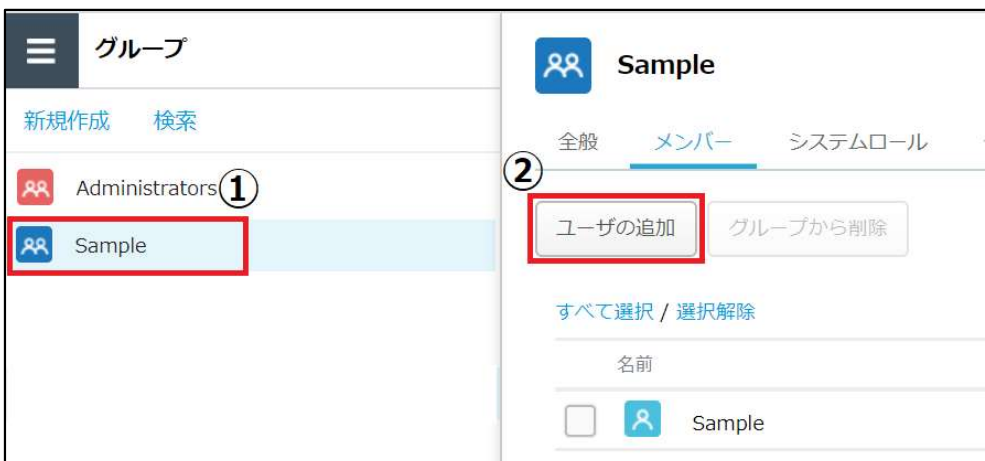 グループ
新規作成 検索
Administrators ①
Sample
Sample
全般 メンバー システムロール
②
ユーザの追加 グループから削除
すべて選択 / 選択解除
名前
Sample